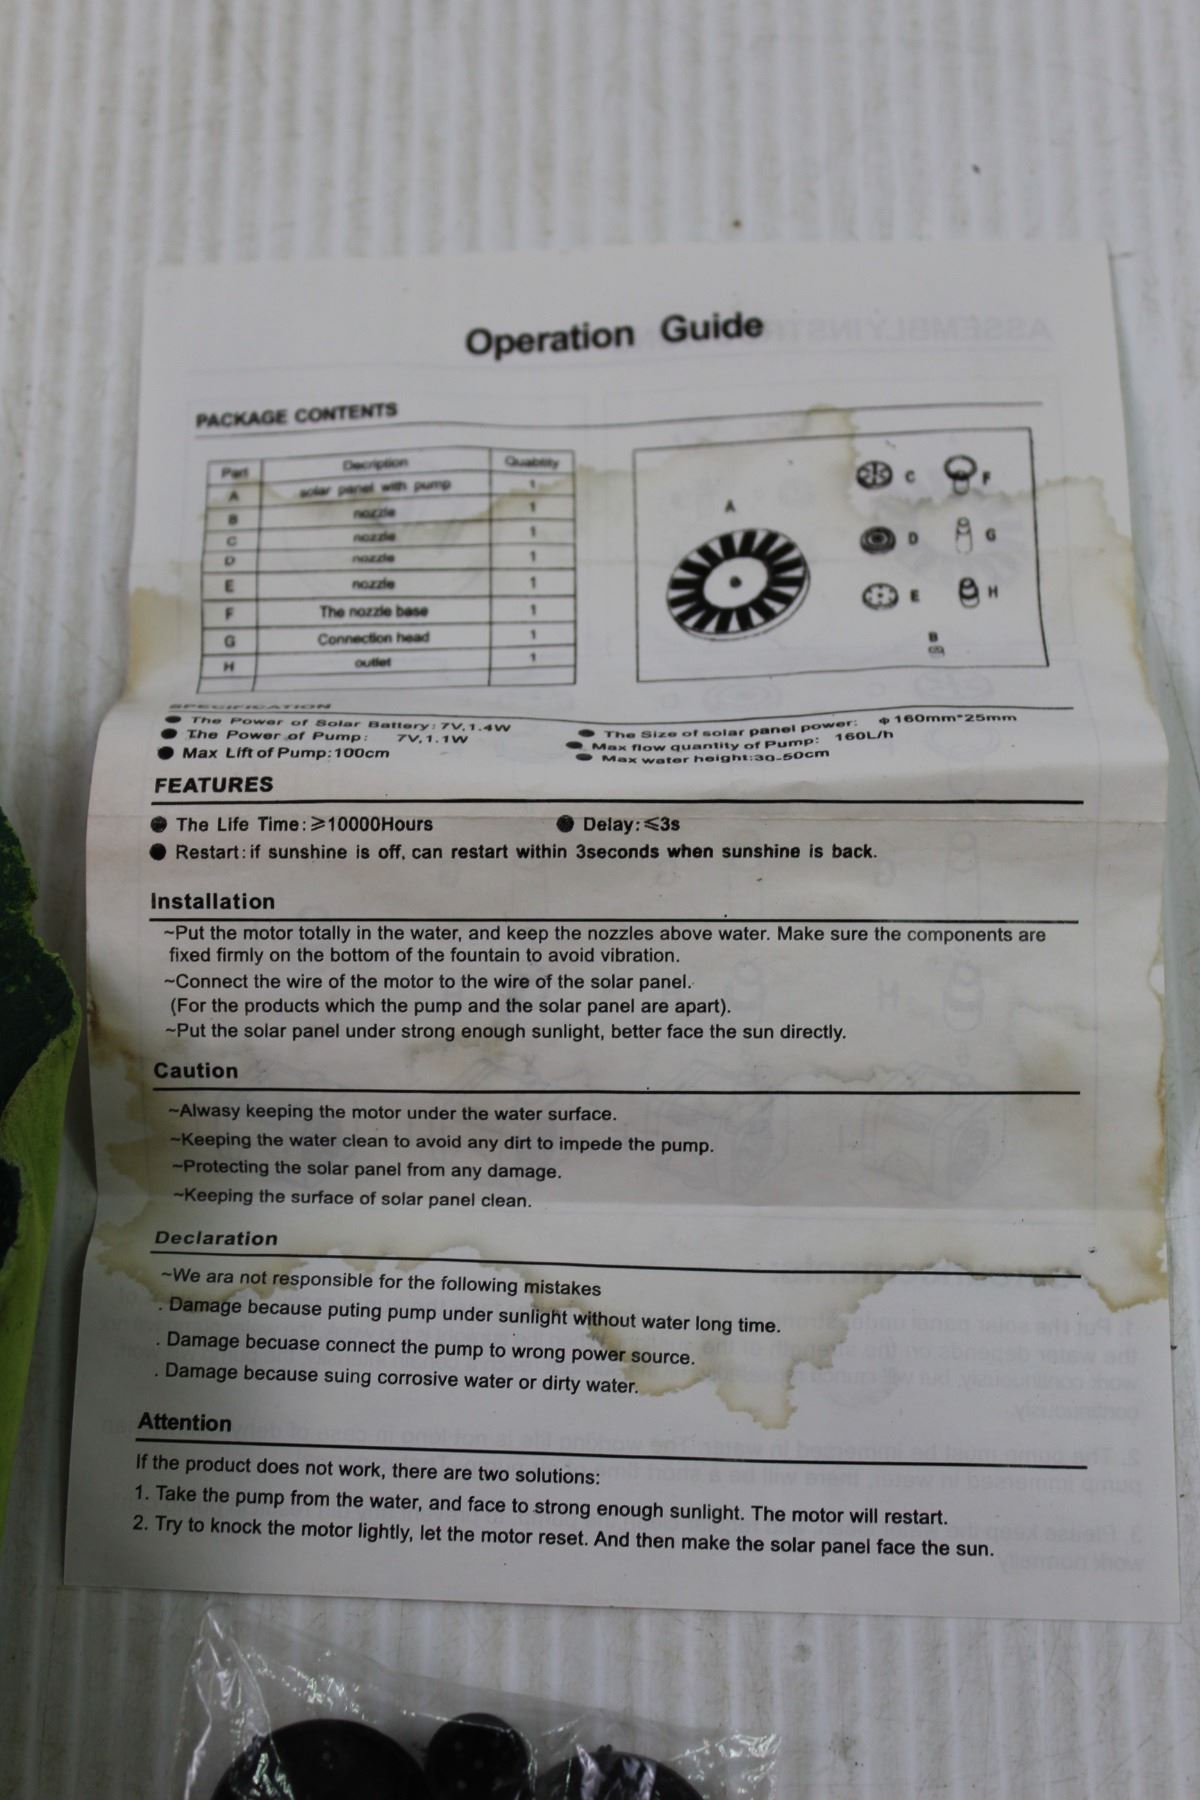 Operation Guide
PACKAGE CONTENTS
Part Decription Quabtity
A solar panel with pump 1
B nozzle 1
C nozzle 1
D nozzle 1
E nozzle 1
F The nozzle base 1
G Connection head 1
H outlet 1
A
C F
D G
E H
B
SPECIFICATION
● The Power of Solar Battery: 7V,1.4W
● The Power of Pump: 7V,1.1W
● Max Lift of Pump:100cm
● The Size of solar panel power: Φ160mm*25mm
● Max flow quantity of Pump: 160L/h
● Max water height:30-50cm
FEATURES
● The Life Time:≥10000Hours ● Delay:≤3s
● Restart: if sunshine is off, can restart within 3seconds when sunshine is back.
Installation
~Put the motor totally in the water, and keep the nozzles above water. Make sure the components are
fixed firmly on the bottom of the fountain to avoid vibration.
~Connect the wire of the motor to the wire of the solar panel.
(For the products which the pump and the solar panel are apart).
~Put the solar panel under strong enough sunlight, better face the sun directly.
Caution
~Alwasy keeping the motor under the water surface.
~Keeping the water clean to avoid any dirt to impede the pump.
~Protecting the solar panel from any damage.
~Keeping the surface of solar panel clean.
Declaration
~We ara not responsible for the following mistakes
. Damage because puting pump under sunlight without water long time.
. Damage becuase connect the pump to wrong power source.
. Damage because suing corrosive water or dirty water.
Attention
If the product does not work, there are two solutions:
1. Take the pump from the water, and face to strong enough sunlight. The motor will restart.
2. Try to knock the motor lightly, let the motor reset. And then make the solar panel face the sun.